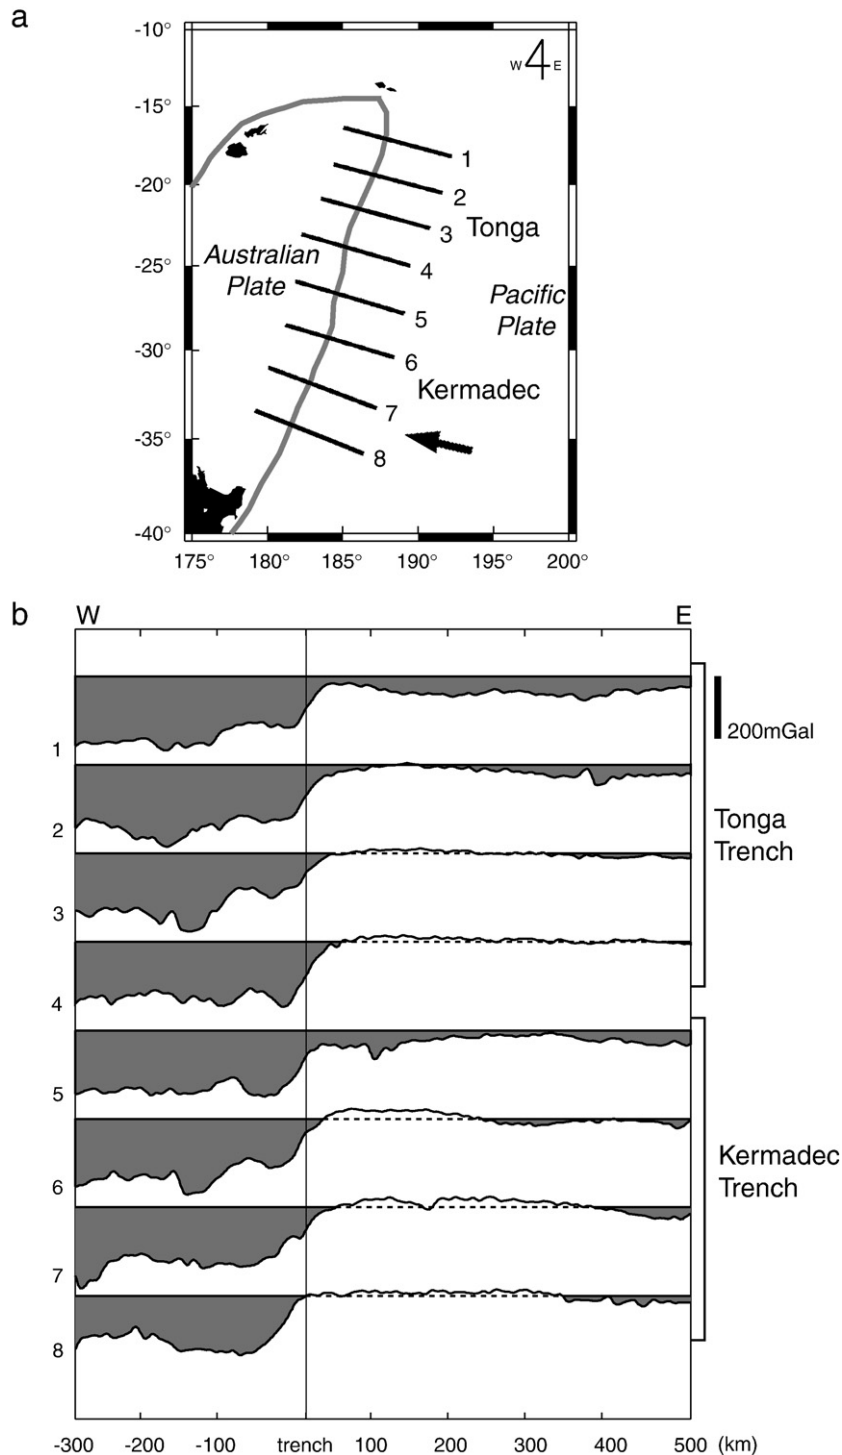 a
-10°
-15°
-20°
-25°
-30°
-35°
-40°
W 4 E
1
2
3
Tonga
Australian
Plate
4
Pacific
Plate
5
6
Kermadec
7
8
175° 180° 185° 190° 195° 200°
b
W E
1
200mGal
2
Tonga
Trench
3
4
5
6
Kermadec
Trench
7
8
-300 -200 -100 trench 100 200 300 400 500 (km)